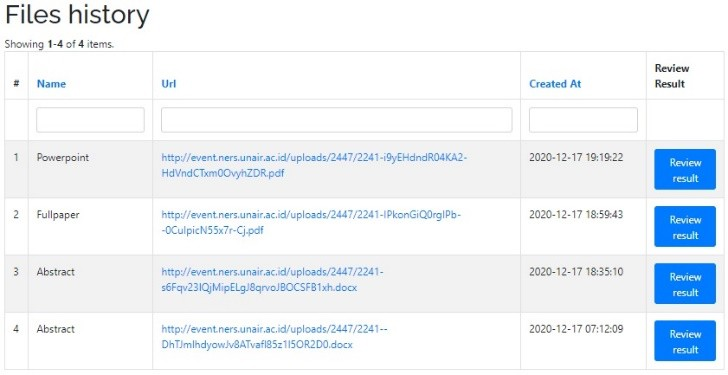 Files history
Showing 1-4 of 4 items.
# Name Url Created At Review Result
1 Powerpoint http://event.ners.unair.ac.id/uploads/2447/2241-i9yEHdndR04KA2- 2020-12-17 19:19:22 Review
HdVndCTxm0OvyhZDR.pdf result
2 Fullpaper http://event.ners.unair.ac.id/uploads/2447/2241-IPkonGiQ0rgIPb- 2020-12-17 18:59:43 Review
-0CuIpicN55x7r-Cj.pdf result
3 Abstract http://event.ners.unair.ac.id/uploads/2447/2241- 2020-12-17 18:35:10 Review
s6Fqv23IQjMipELgJ8qrvoJBOCSFB1xh.docx result
4 Abstract http://event.ners.unair.ac.id/uploads/2447/2241-- 2020-12-17 07:12:09 Review
DhTJmIhdyowJv8ATvafI85z1I5OR2D0.docx result